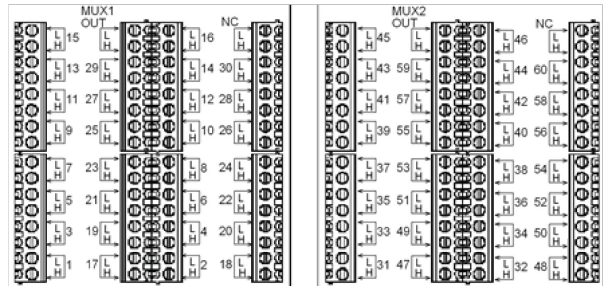 MUX1 MUX2
OUT NC OUT NC
L 15 L L 16 L L 45 L L 46 L
H H H H H H H H
L 13 29 L L 14 30 L L 43 59 L L 44 60 L
H H H H H H H H
L 11 27 L L 12 28 L L 41 57 L L 42 58 L
H H H H H H H H
L 9 25 L L 10 26 L L 39 55 L L 40 56 L
H H H H H H H H
L 7 23 L L 8 24 L L 37 53 L L 38 54 L
H H H H H H H H
L 5 21 L L 6 22 L L 35 51 L L 36 52 L
H H H H H H H H
L 3 19 L L 4 20 L L 33 49 L L 34 50 L
H H H H H H H H
L 1 17 L L 2 18 L L 31 47 L L 32 48 L
H H H H H H H H